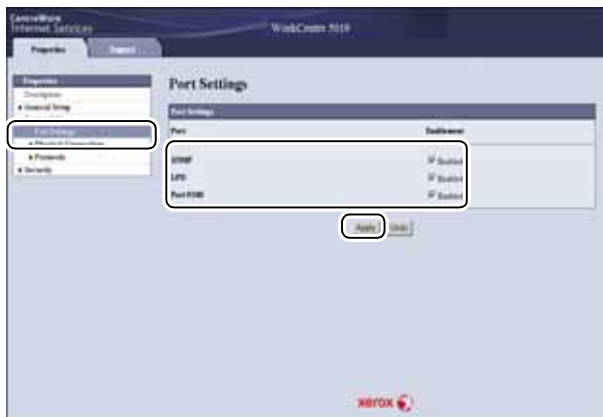 CentreWare
Internet Services
WorkCentre 5019
Properties
Support
Properties
Description
General Setup
Port Settings
Physical Connections
Protocols
Security
Port Settings
Port Settings
Port
Enablement
SNMP
Enabled
LPD
Enabled
Port 9100
Enabled
Apply
Undo
xerox